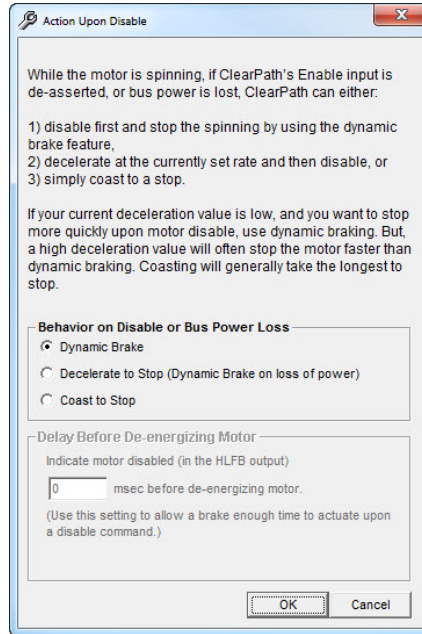 Action Upon Disable
While the motor is spinning, if ClearPath's Enable input is
de-asserted, or bus power is lost, ClearPath can either:
1) disable first and stop the spinning by using the dynamic
brake feature,
2) decelerate at the currently set rate and then disable, or
3) simply coast to a stop.
If your current deceleration value is low, and you want to stop
more quickly upon motor disable, use dynamic braking. But,
a high deceleration value will often stop the motor faster than
dynamic braking. Coasting will generally take the longest to
stop.
Behavior on Disable or Bus Power Loss
Dynamic Brake
Decelerate to Stop (Dynamic Brake on loss of power)
Coast to Stop
Delay Before De-energizing Motor
Indicate motor disabled (in the HLFB output)
0 msec before de-energizing motor.
(Use this setting to allow a brake enough time to actuate upon
a disable command.)
OK Cancel